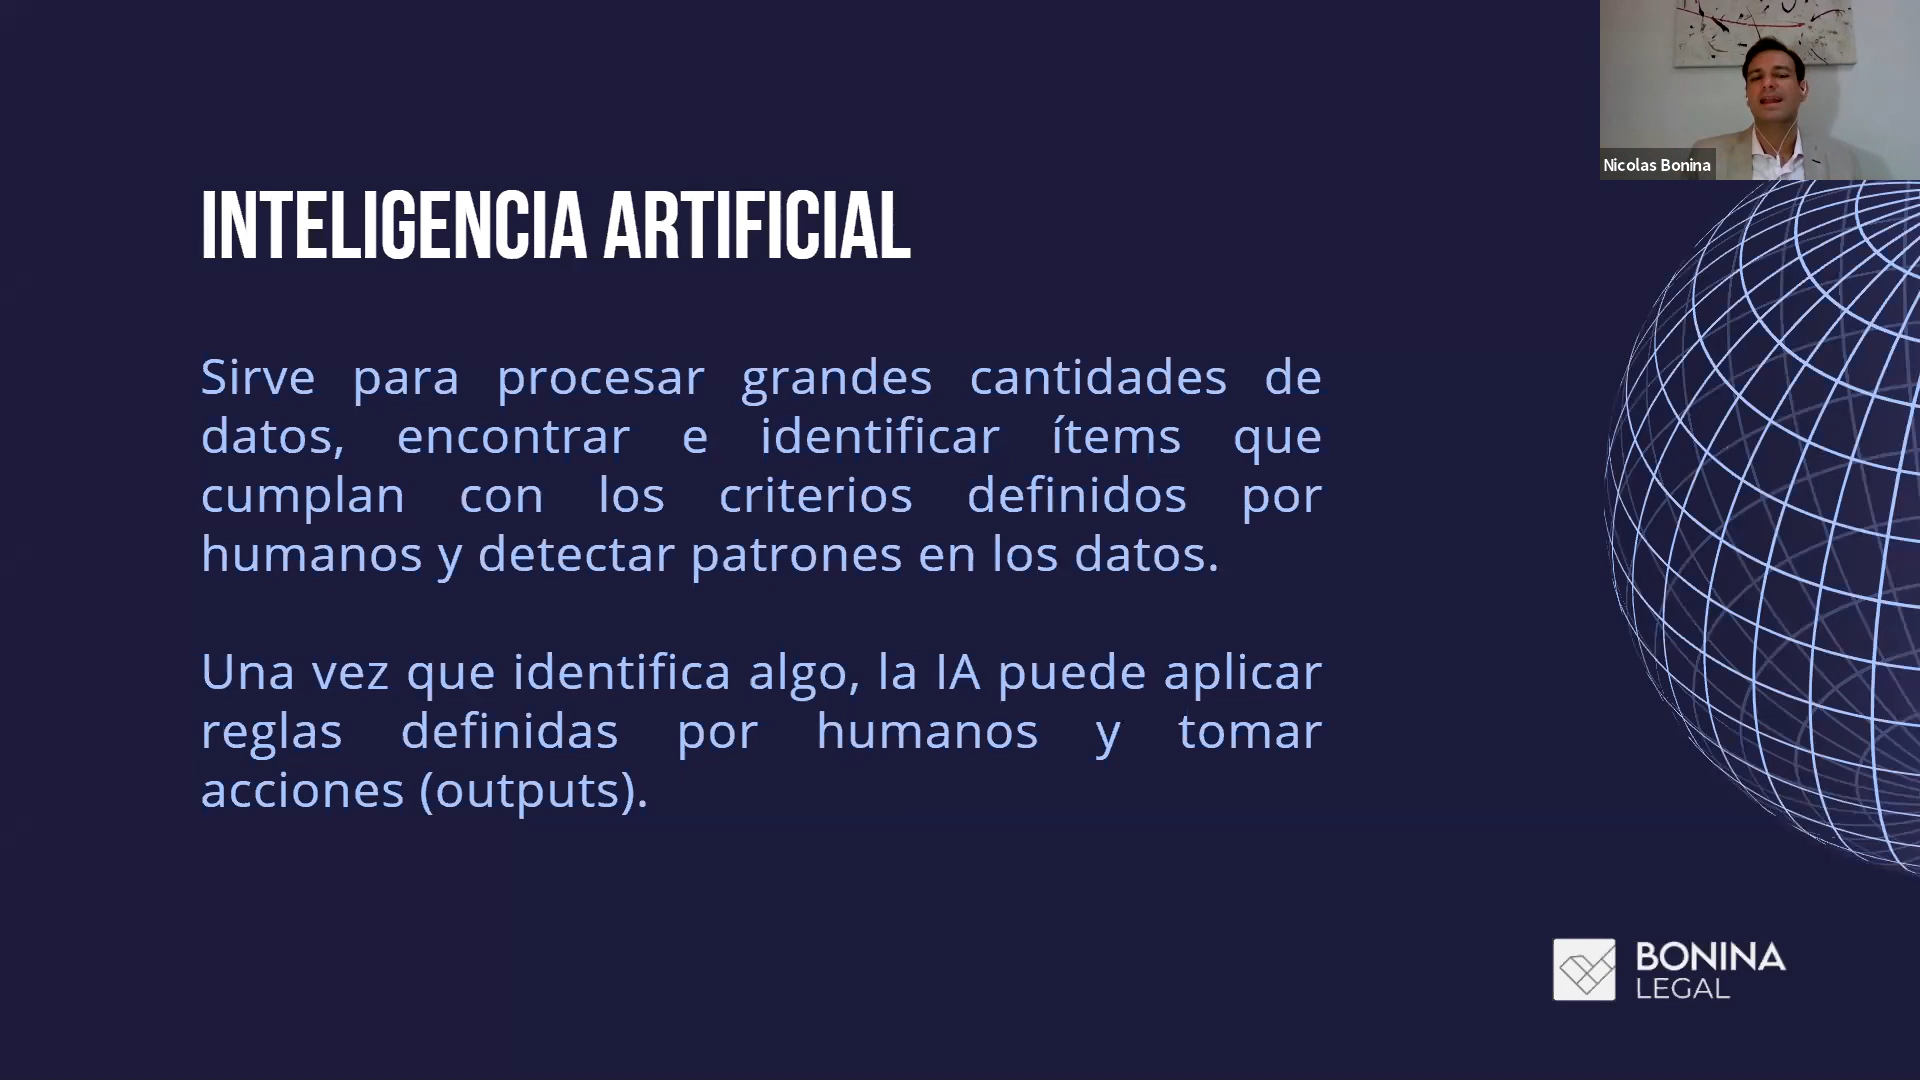 Nicolas Bonina
INTELIGENCIA ARTIFICIAL
Sirve para procesar grandes cantidades de
datos, encontrar e identificar ítems que
cumplan con los criterios definidos por
humanos y detectar patrones en los datos.
Una vez que identifica algo, la IA puede aplicar
reglas definidas por humanos y tomar
acciones (outputs).
BONINA
LEGAL